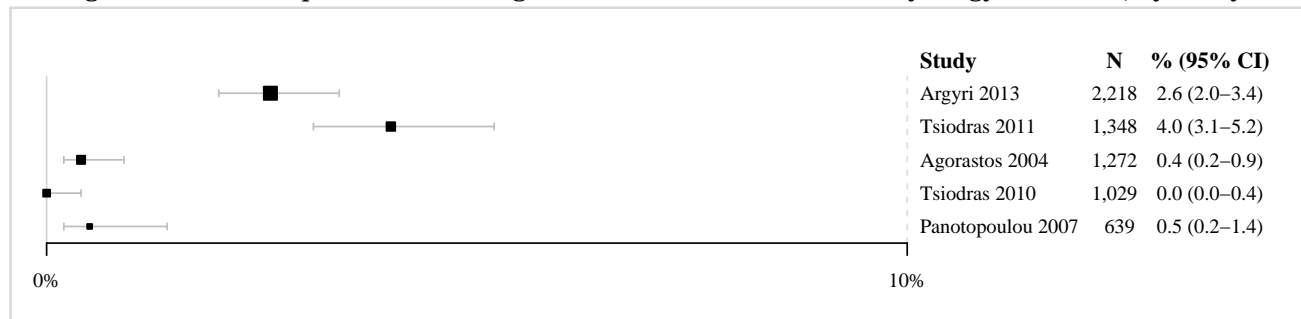 Study N % (95% CI)
Argyri 2013 2,218 2.6 (2.0–3.4)
Tsiodras 2011 1,348 4.0 (3.1–5.2)
Agorastos 2004 1,272 0.4 (0.2–0.9)
Tsiodras 2010 1,029 0.0 (0.0–0.4)
Panotopoulou 2007 639 0.5 (0.2–1.4)
0% 10%